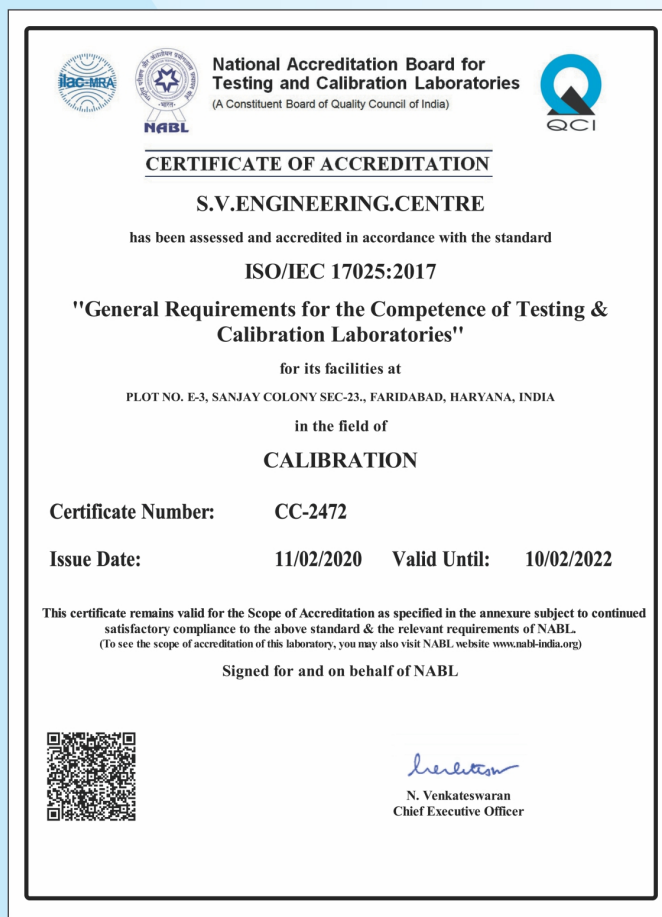 ilac-MRA
·भारत·
NABL
National Accreditation Board for
Testing and Calibration Laboratories
(A Constituent Board of Quality Council of India)
QCI
CERTIFICATE OF ACCREDITATION
S.V.ENGINEERING.CENTRE
has been assessed and accredited in accordance with the standard
ISO/IEC 17025:2017
"General Requirements for the Competence of Testing &
Calibration Laboratories"
for its facilities at
PLOT NO. E-3, SANJAY COLONY SEC-23., FARIDABAD, HARYANA, INDIA
in the field of
CALIBRATION
Certificate Number: CC-2472
Issue Date: 11/02/2020 Valid Until: 10/02/2022
This certificate remains valid for the Scope of Accreditation as specified in the annexure subject to continued
satisfactory compliance to the above standard & the relevant requirements of NABL.
(To see the scope of accreditation of this laboratory, you may also visit NABL website www.nabl-india.org)
Signed for and on behalf of NABL
N. Venkateswaran
Chief Executive Officer